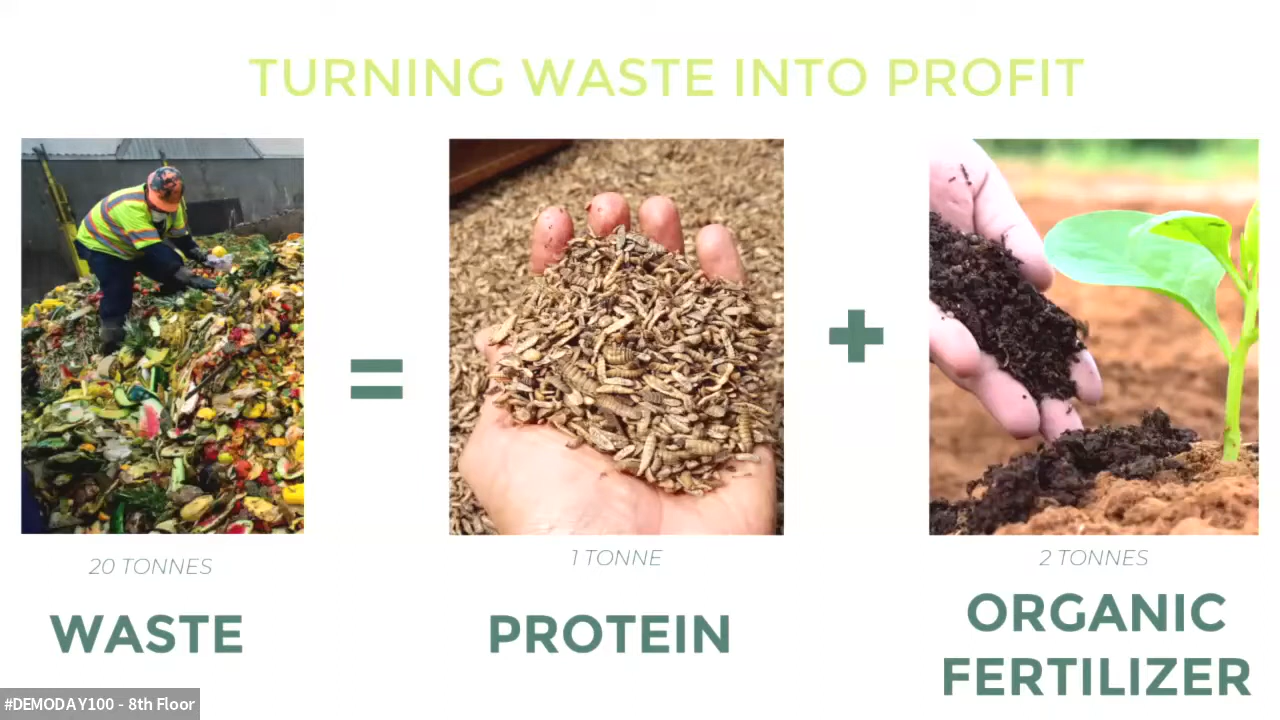 TURNING WASTE INTO PROFIT
20 TONNES
WASTE
=
1 TONNE
PROTEIN
+
2 TONNES
ORGANIC
FERTILIZER
#DEMODAY100 - 8th Floor